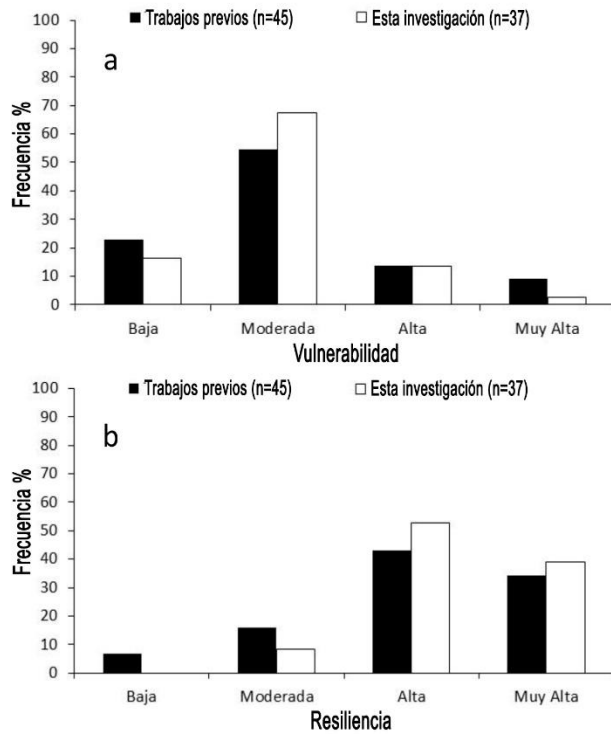 Trabajos previos (n=45) Esta investigación (n=37)
a
Frecuencia %
100
90
80
70
60
50
40
30
20
10
0
Baja Moderada Alta Muy Alta
Vulnerabilidad
Trabajos previos (n=45) Esta investigación (n=37)
b
Frecuencia %
100
90
80
70
60
50
40
30
20
10
0
Baja Moderada Alta Muy Alta
Resiliencia